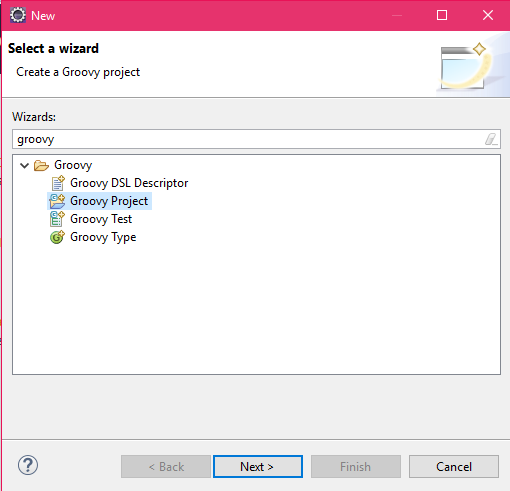 New
Select a wizard
Create a Groovy project
Wizards:
groovy
Groovy
Groovy DSL Descriptor
Groovy Project
Groovy Test
Groovy Type
< Back Next > Finish Cancel